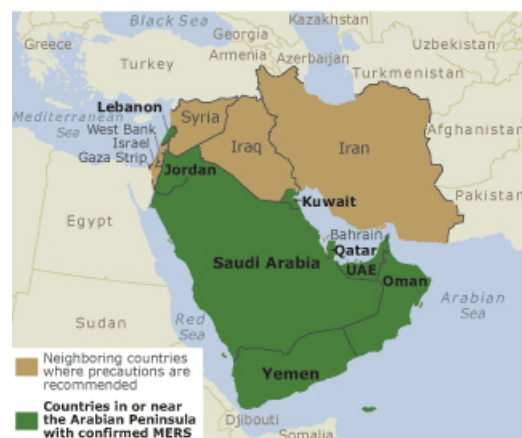 Black Sea
Kazakhstan
Georgia
Greece
Armenia
Azerbaijan
Uzbekistan
Turkey
Turkmenistan
Lebanon
Mediterranean
Sea
Syria
West Bank
Israel
Gaza Strip
Iraq
Iran
Afghanistan
Jordan
Pakistan
Kuwait
Egypt
Bahrain
Qatar
Saudi Arabia
UAE
Oman
Arabian
Sea
Red
Sea
Sudan
Yemen
Djibouti
Somalia
Neighboring countries
where precautions are
recommended
Countries in or near
the Arabian Peninsula
with confirmed MERS